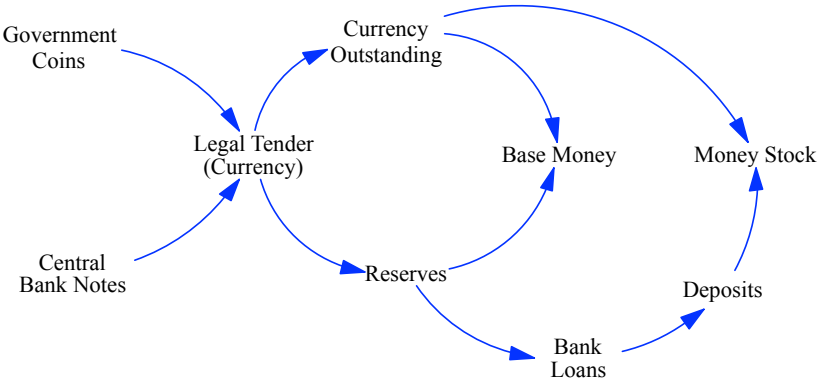 Government
Coins
Currency
Outstanding
Legal Tender
(Currency)
Base Money
Money Stock
Central
Bank Notes
Reserves
Deposits
Bank
Loans